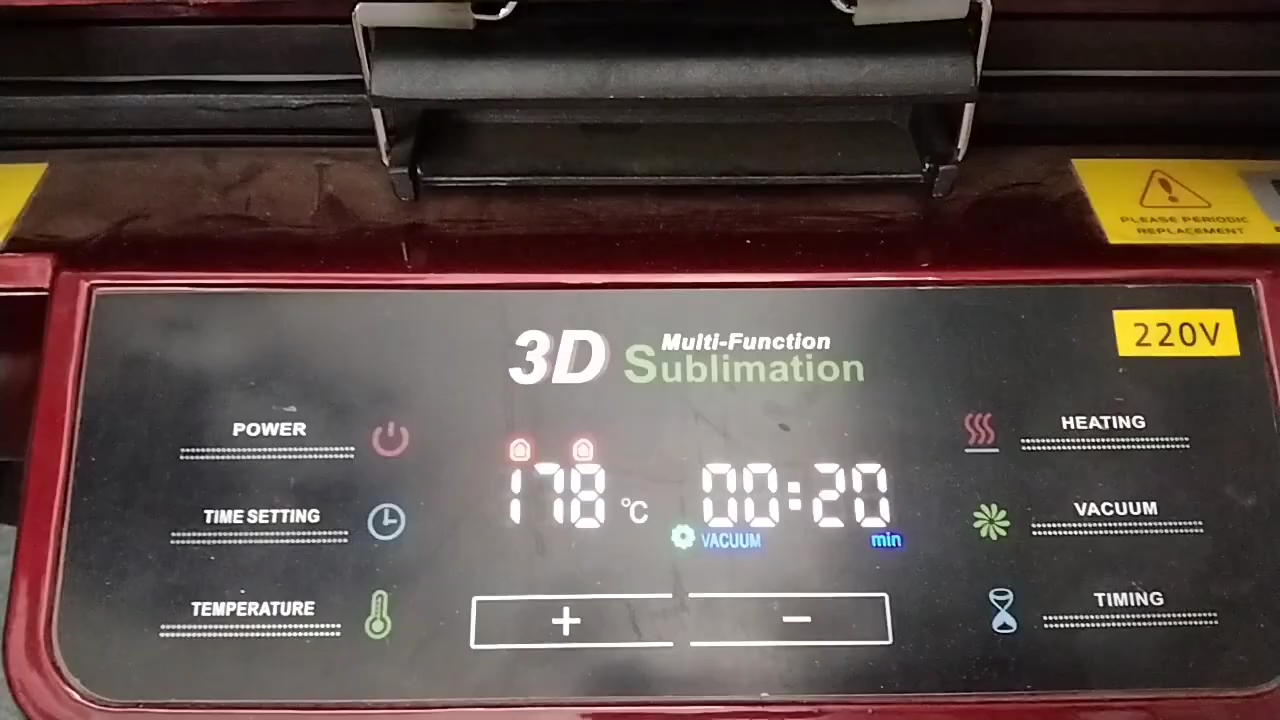 PLEASE PERIODIC
REPLACEMENT
220V
3D Multi-Function
Sublimation
POWER
HEATING
178 °C
00:20
TIME SETTING
VACUUM
VACUUM
min
TEMPERATURE
TIMING
+
−